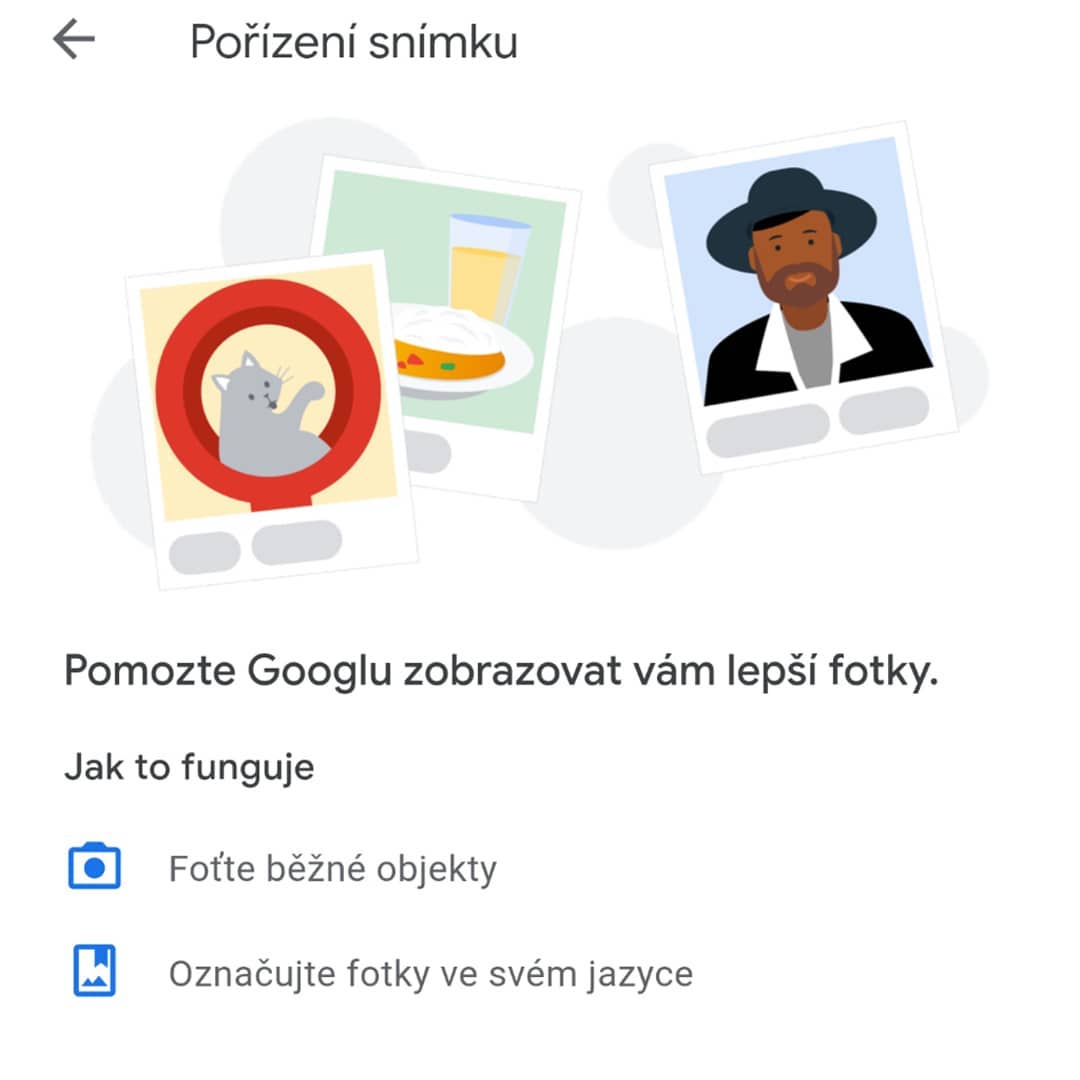 Pořízení snímku
Pomozte Googlu zobrazovat vám lepší fotky.
Jak to funguje
Foťte běžné objekty
Označujte fotky ve svém jazyce